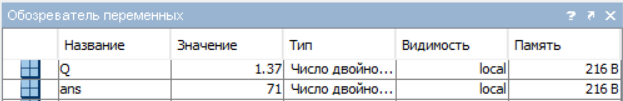 Обозреватель переменных ? ↗ ✕
Название Значение Тип Видимость Память
Q 1.37 Число двойно... local 216 B
ans 71 Число двойно... local 216 B